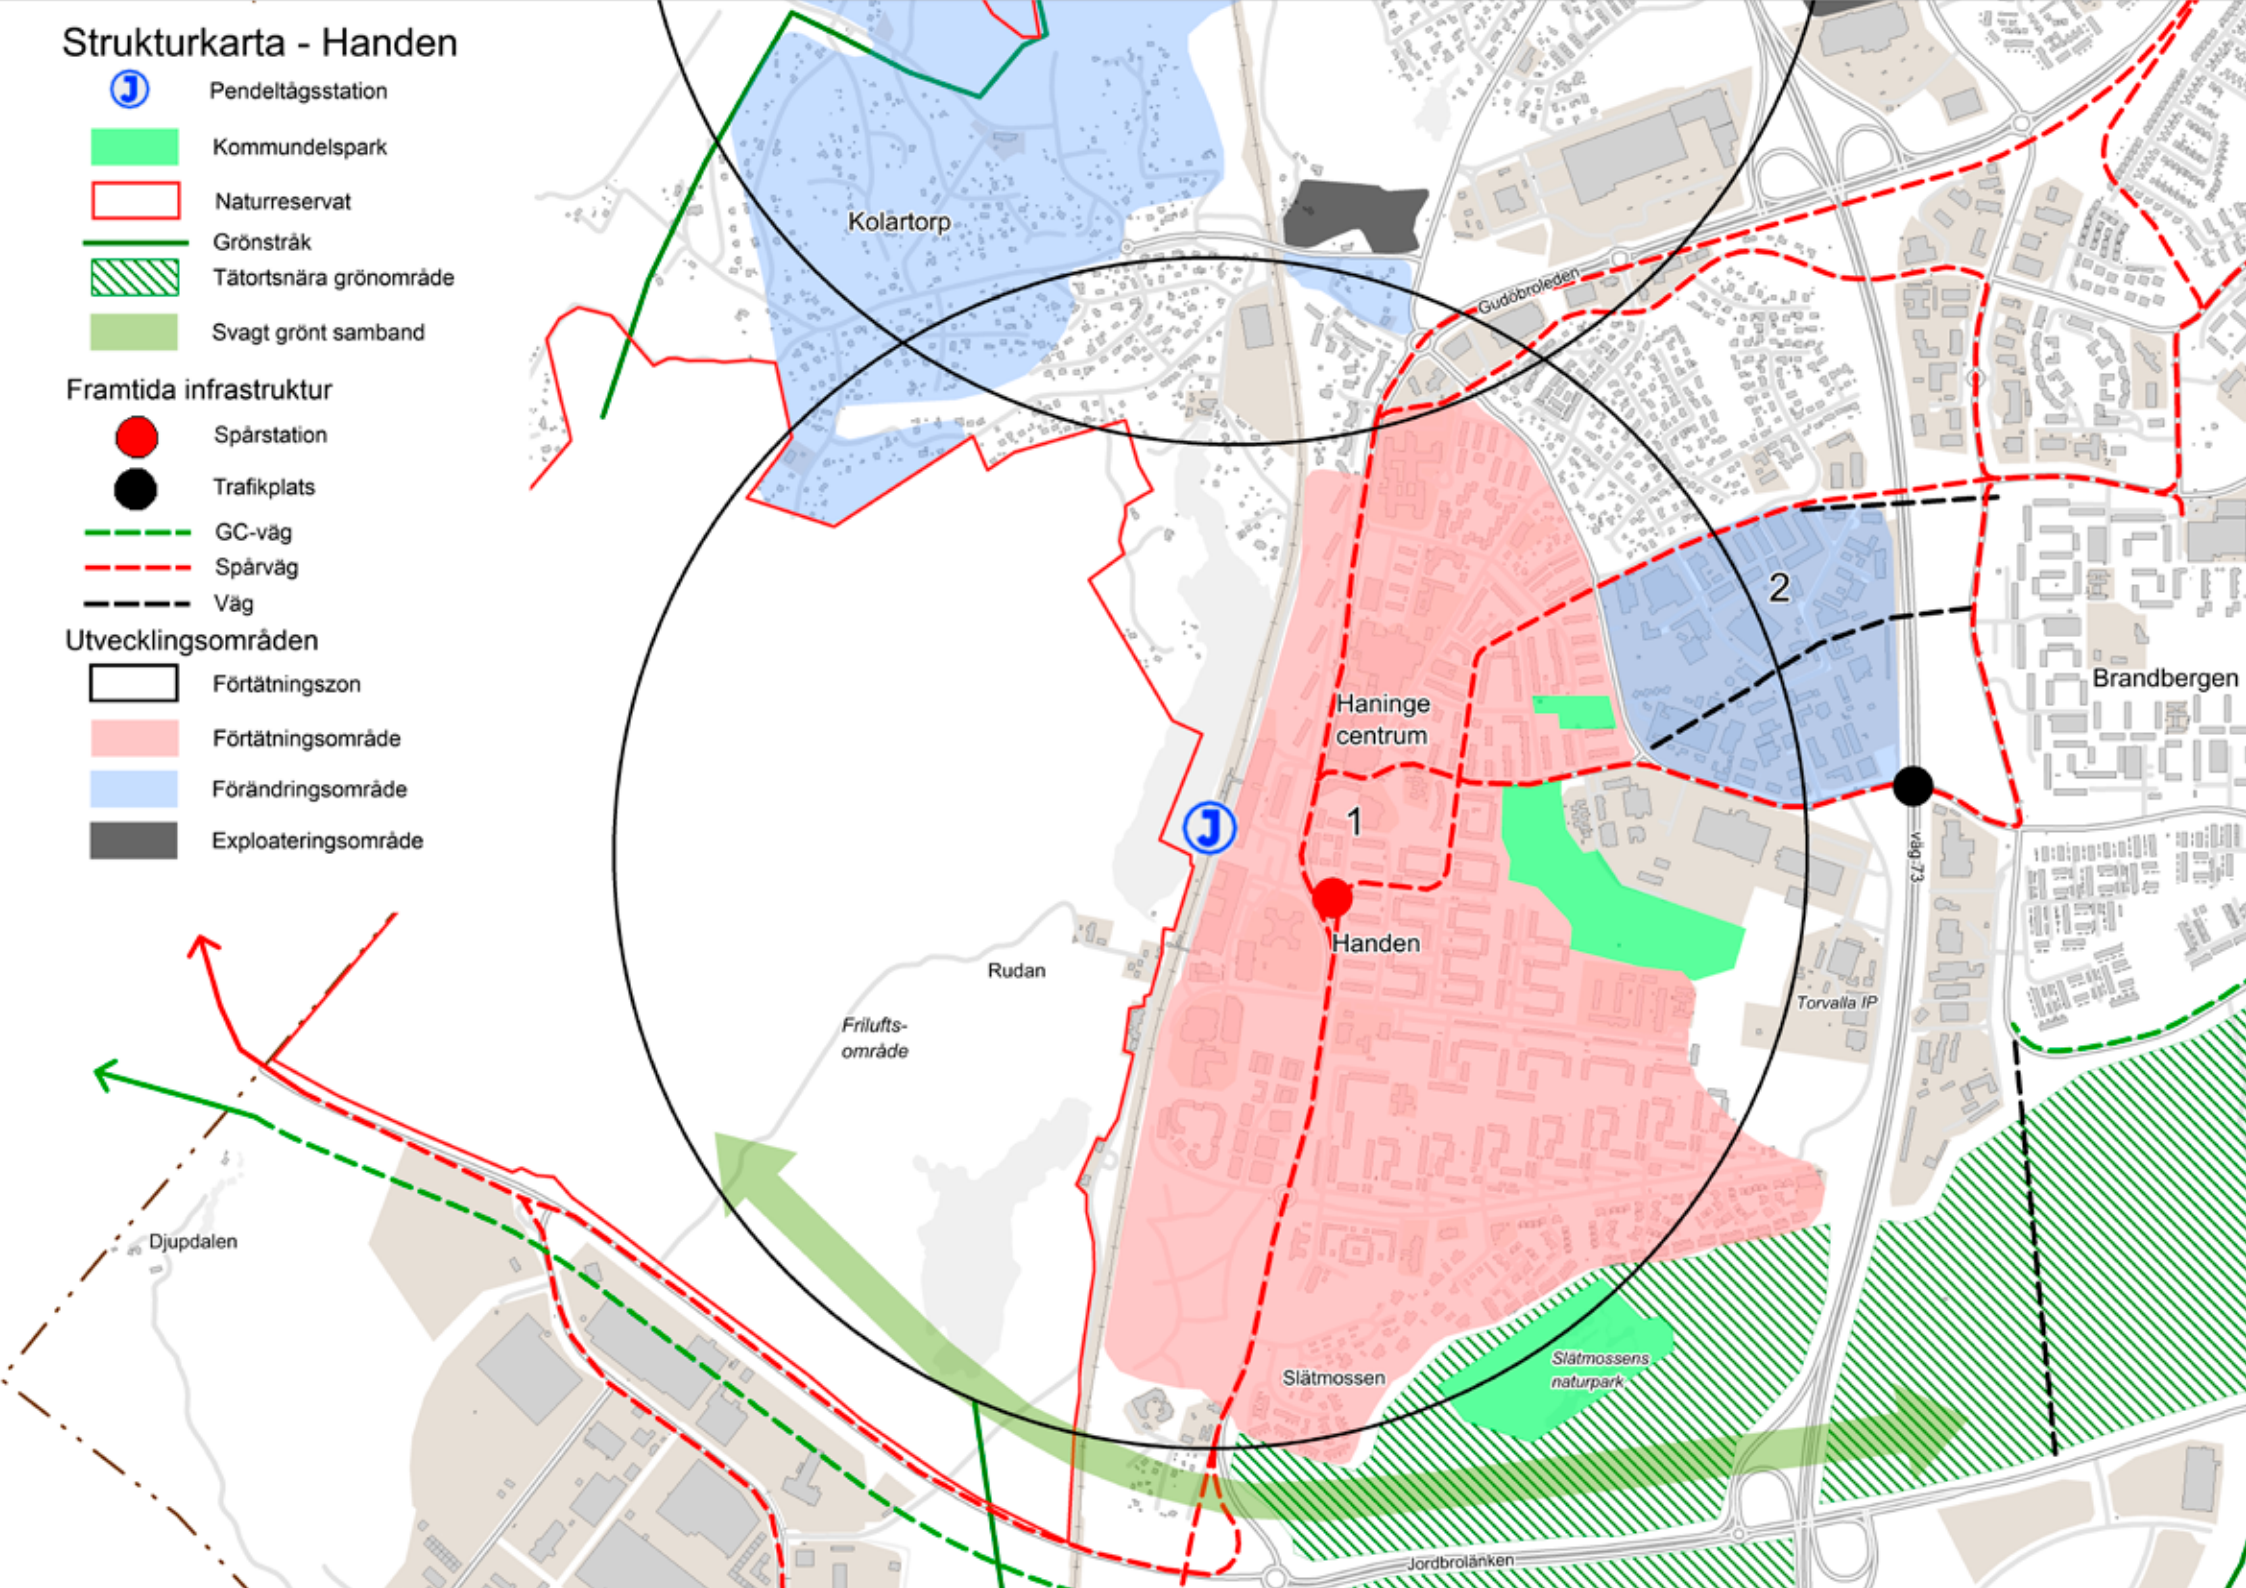 Strukturkarta - Handen
J
Pendeltågsstation
Kommundelspark
Naturreservat
Grönstråk
Tätortsnära grönområde
Svagt grönt samband
Framtida infrastruktur
Spårstation
Trafikplats
GC-väg
Spårväg
Väg
Utvecklingsområden
Förtätningszon
Förtätningsområde
Förändringsområde
Exploateringsområde
Kolartorp
Gudöbroleden
2
Brandbergen
Haninge
centrum
J
1
väg 73
Handen
Rudan
Torvalla IP
Frilufts-
område
Djupdalen
Slätmossen
Slätmossens
naturpark
Jordbrolänken